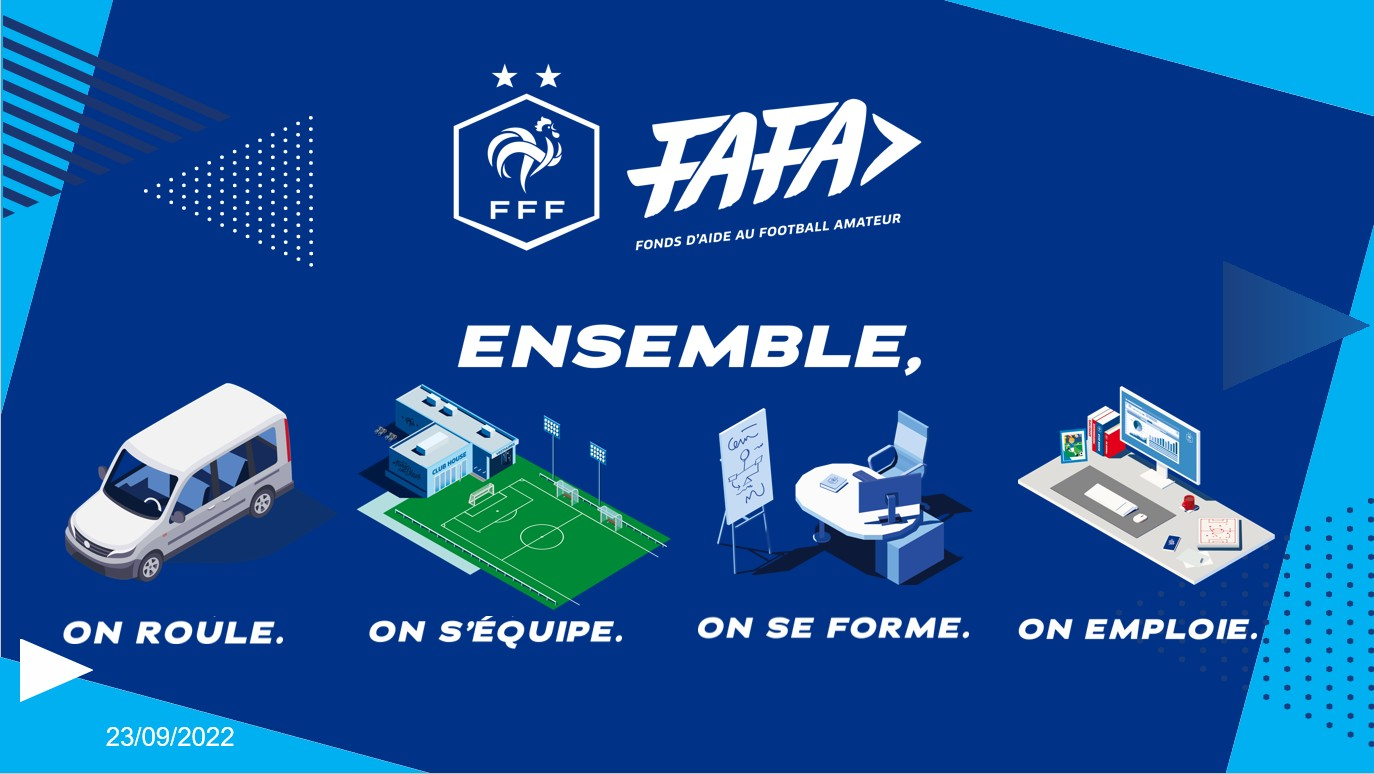 FFF
FAFA
FONDS D'AIDE AU FOOTBALL AMATEUR
ENSEMBLE,
CLUB HOUSE
ON ROULE.
ON S'ÉQUIPE.
ON SE FORME.
ON EMPLOIE.
23/09/2022